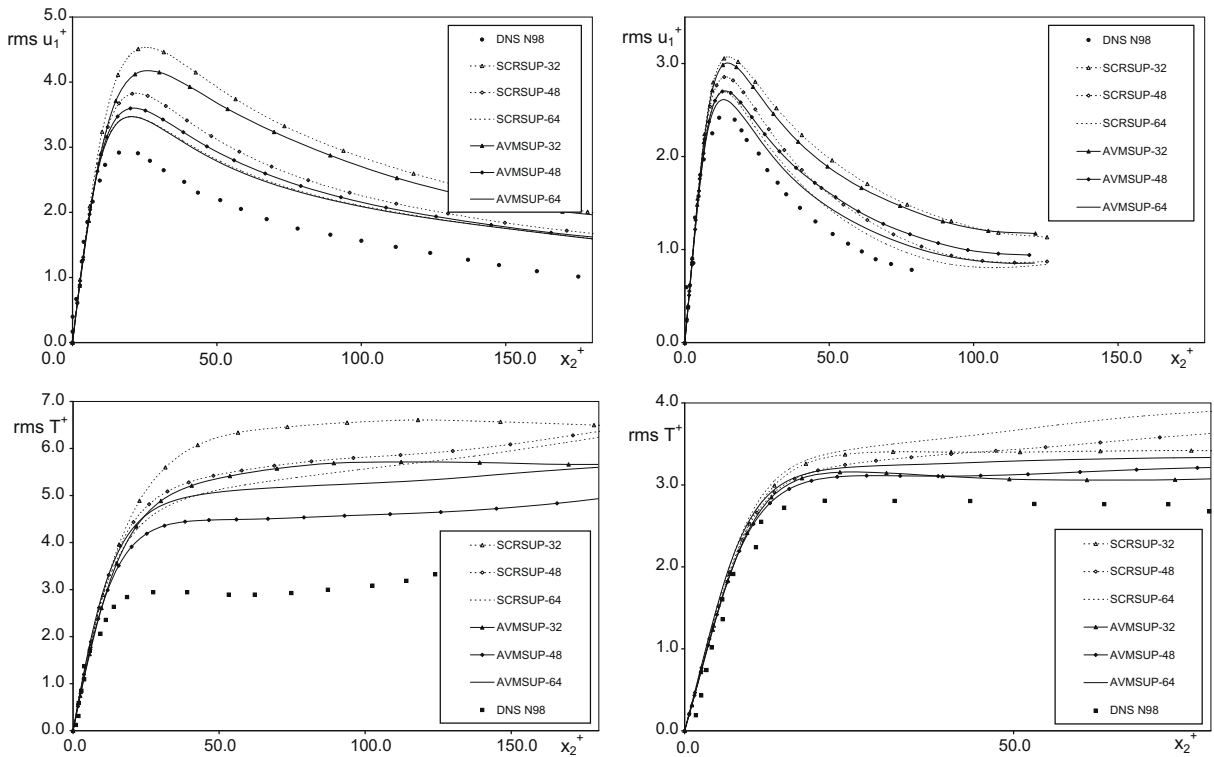 5.0
rms u1+
4.0
3.0
2.0
1.0
0.0
0.0
50.0
100.0
150.0
x2+
DNS N98
SCRSUP-32
SCRSUP-48
SCRSUP-64
AVMSUP-32
AVMSUP-48
AVMSUP-64
4.0
rms u1+
3.0
2.0
1.0
0.0
0.0
50.0
100.0
150.0
x2+
DNS N98
SCRSUP-32
SCRSUP-48
SCRSUP-64
AVMSUP-32
AVMSUP-48
AVMSUP-64
7.0
rms T+
6.0
5.0
4.0
3.0
2.0
1.0
0.0
0.0
50.0
100.0
150.0
x2+
SCRSUP-32
SCRSUP-48
SCRSUP-64
AVMSUP-32
AVMSUP-48
AVMSUP-64
DNS N98
4.0
rms T+
3.0
2.0
1.0
0.0
0.0
50.0
x2+
SCRSUP-32
SCRSUP-48
SCRSUP-64
AVMSUP-32
AVMSUP-48
AVMSUP-64
DNS N98